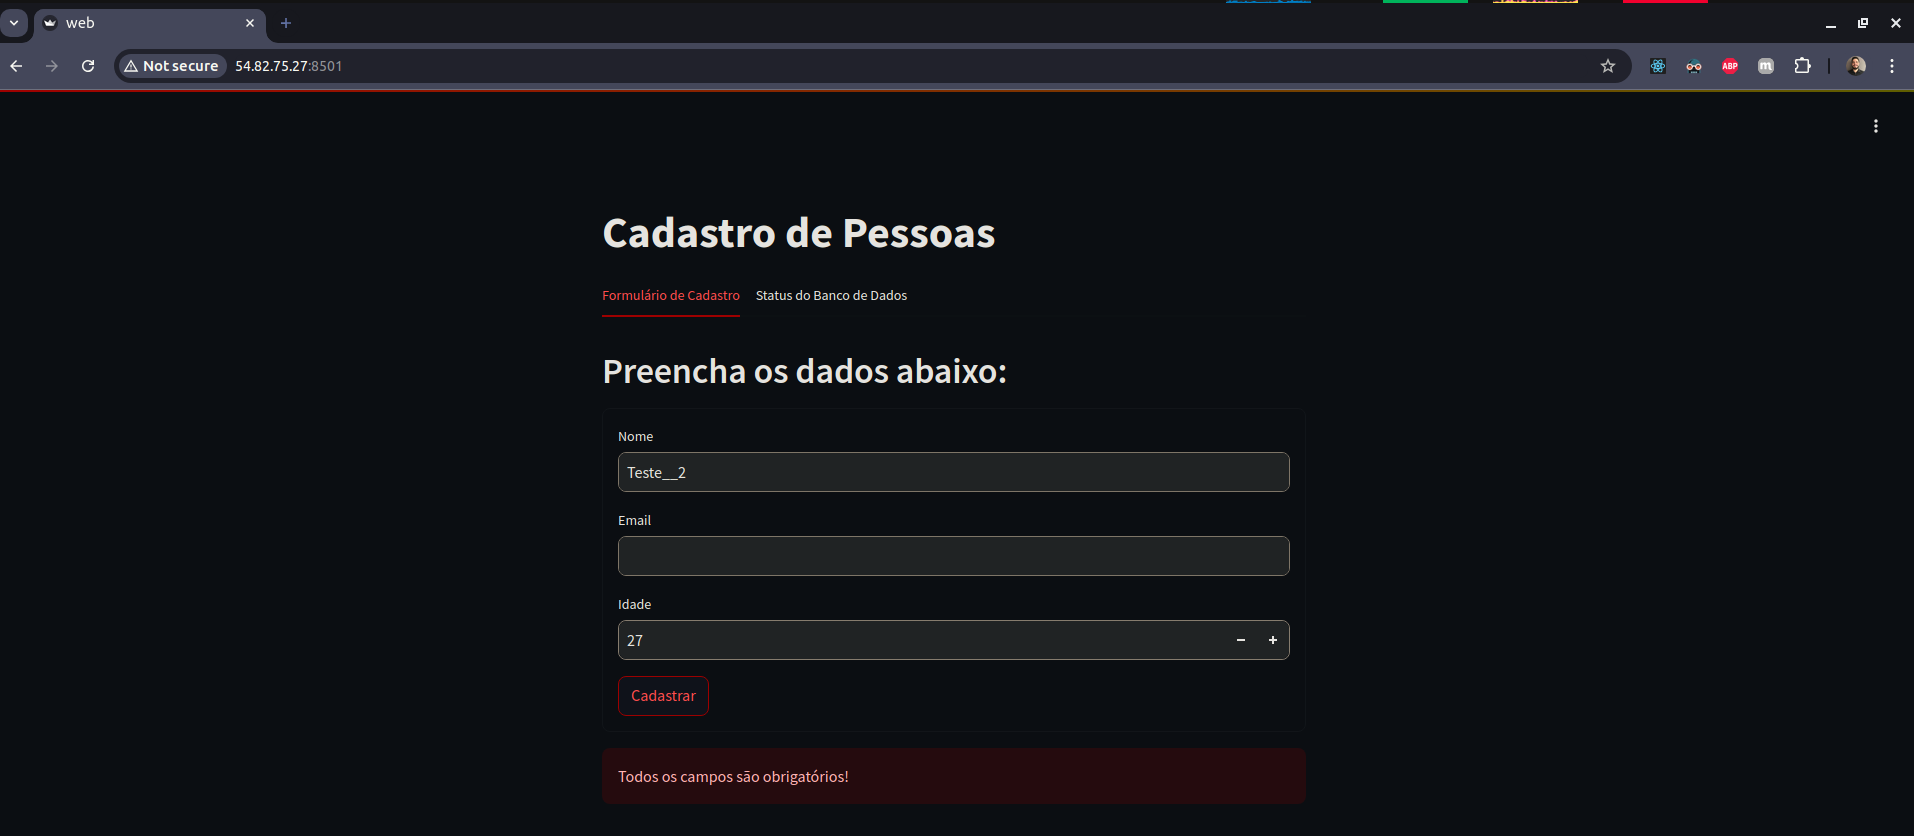 web
Not secure 54.82.75.27:8501
ABP
m
Cadastro de Pessoas
Formulário de Cadastro Status do Banco de Dados
Preencha os dados abaixo:
Nome
Teste__2
Email
Idade
27
Cadastrar
Todos os campos são obrigatórios!